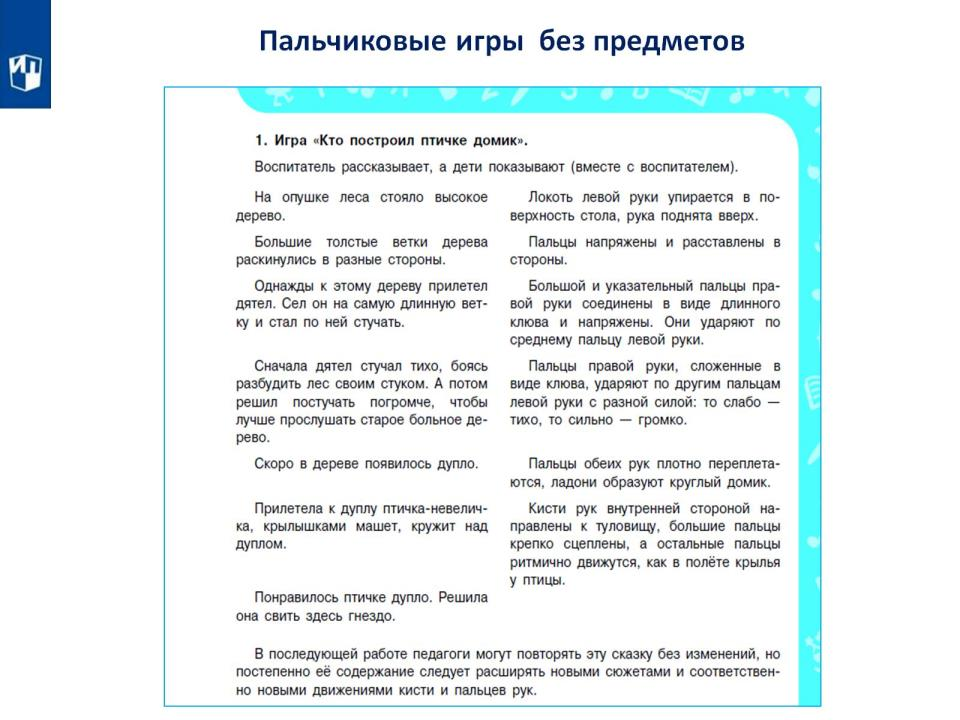 Пальчиковые игры без предметов
1. Игра «Кто построил птичке домик».
Воспитатель рассказывает, а дети показывают (вместе с воспитателем).
На опушке леса стояло высокое
дерево.
Локоть левой руки упирается в по-
верхность стола, рука поднята вверх.
Большие толстые ветки дерева
раскинулись в разные стороны.
Пальцы напряжены и расставлены в
стороны.
Однажды к этому дереву прилетел
дятел. Сел он на самую длинную вет-
ку и стал по ней стучать.
Большой и указательный пальцы пра-
вой руки соединены в виде длинного
клюва и напряжены. Они ударяют по
среднему пальцу левой руки.
Сначала дятел стучал тихо, боясь
разбудить лес своим стуком. А потом
решил постучать погромче, чтобы
лучше прослушать старое больное де-
рево.
Пальцы правой руки, сложенные в
виде клюва, ударяют по другим пальцам
левой руки с разной силой: то слабо —
тихо, то сильно — громко.
Скоро в дереве появилось дупло.
Пальцы обеих рук плотно переплета-
ются, ладони образуют круглый домик.
Прилетела к дуплу птичка-невелич-
ка, крылышками машет, кружит над
дуплом.
Кисти рук внутренней стороной на-
правлены к туловищу, большие пальцы
крепко сцеплены, а остальные пальцы
ритмично движутся, как в полёте крылья
у птицы.
Понравилось птичке дупло. Решила
она свить здесь гнездо.
В последующей работе педагоги могут повторять эту сказку без изменений, но
постепенно её содержание следует расширять новыми сюжетами и соответствен-
но новыми движениями кисти и пальцев рук.